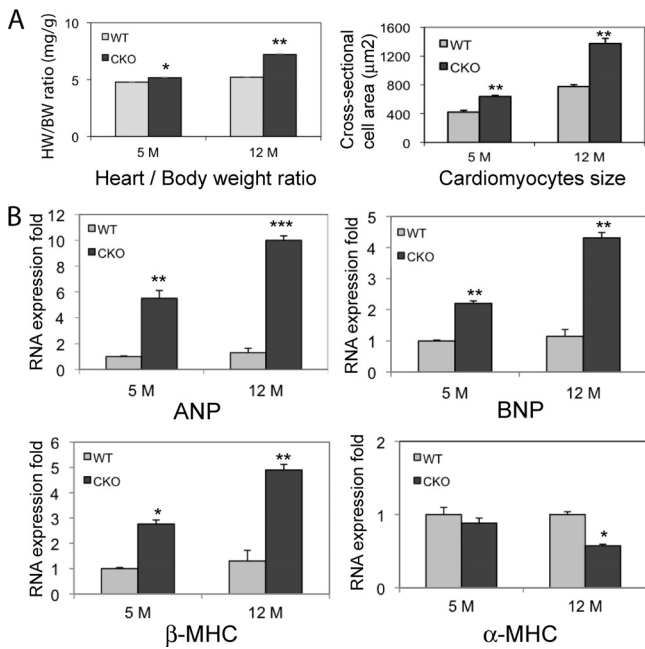 A
HW/BW ratio (mg/g)
10
5
0
WT
CKO
*
**
5 M
12 M
Heart / Body weight ratio
Cross-sectional
cell area (μm2)
1600
1200
800
400
0
WT
CKO
**
**
5 M
12 M
Cardiomyocytes size
B
RNA expression fold
12
10
8
6
4
2
0
WT
CKO
**
***
5 M
12 M
ANP
RNA expression fold
5
4
3
2
1
0
WT
CKO
**
**
5 M
12 M
BNP
RNA expression fold
6
5
4
3
2
1
0
WT
CKO
*
**
5 M
12 M
β-MHC
RNA expression fold
2
1
0
WT
CKO
*
5 M
12 M
α-MHC